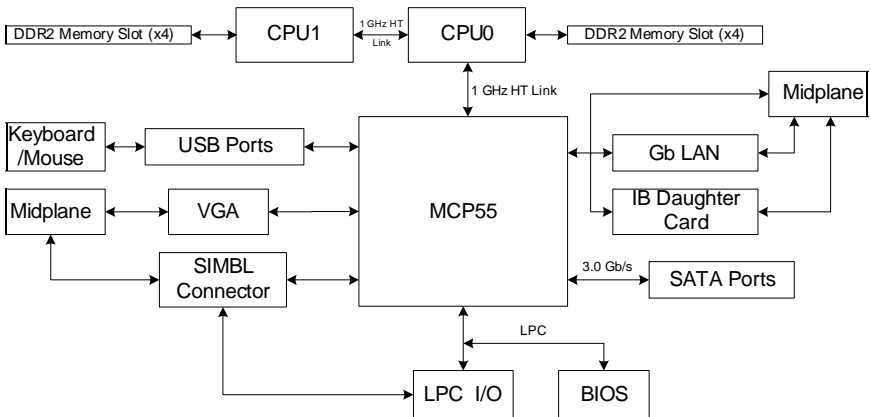 DDR2 Memory Slot (x4)
CPU1
1 GHz HT
Link
CPU0
DDR2 Memory Slot (x4)
1 GHz HT Link
Midplane
Keyboard
/Mouse
USB Ports
Gb LAN
Midplane
VGA
MCP55
IB Daughter
Card
SIMBL
Connector
3.0 Gb/s
SATA Ports
LPC
LPC I/O
BIOS